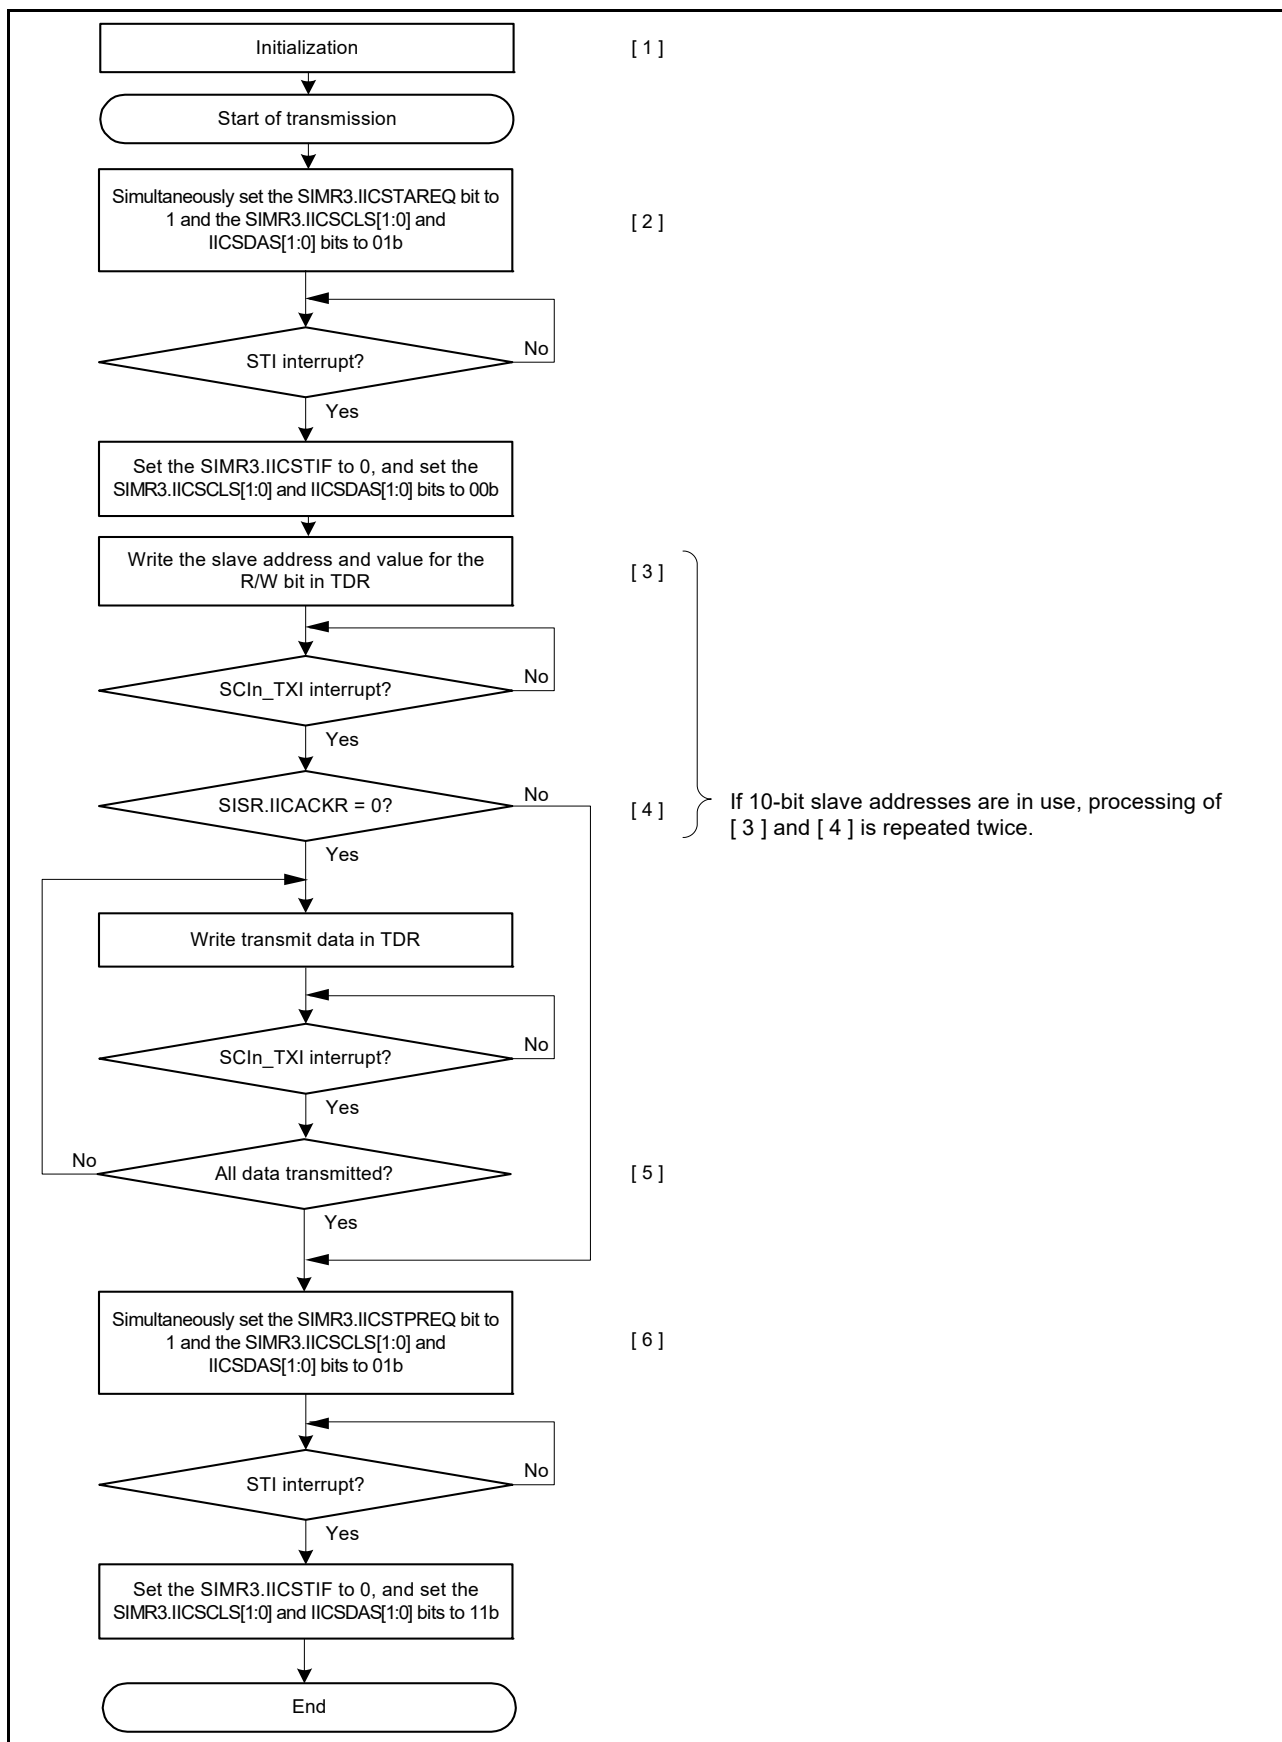 Initialization
[ 1 ]
Start of transmission
Simultaneously set the SIMR3.IICSTAREQ bit to
1 and the SIMR3.IICSCLS[1:0] and
IICSDAS[1:0] bits to 01b
[ 2 ]
STI interrupt?
No
Yes
Set the SIMR3.IICSTIF to 0, and set the
SIMR3.IICSCLS[1:0] and IICSDAS[1:0] bits to 00b
Write the slave address and value for the
R/W bit in TDR
[ 3 ]
SCIn_TXI interrupt?
No
Yes
SISR.IICACKR = 0?
No
[ 4 ]
If 10-bit slave addresses are in use, processing of
[ 3 ] and [ 4 ] is repeated twice.
Yes
Write transmit data in TDR
SCIn_TXI interrupt?
No
Yes
No
All data transmitted?
[ 5 ]
Yes
Simultaneously set the SIMR3.IICSTPREQ bit to
1 and the SIMR3.IICSCLS[1:0] and
IICSDAS[1:0] bits to 01b
[ 6 ]
STI interrupt?
No
Yes
Set the SIMR3.IICSTIF to 0, and set the
SIMR3.IICSCLS[1:0] and IICSDAS[1:0] bits to 11b
End